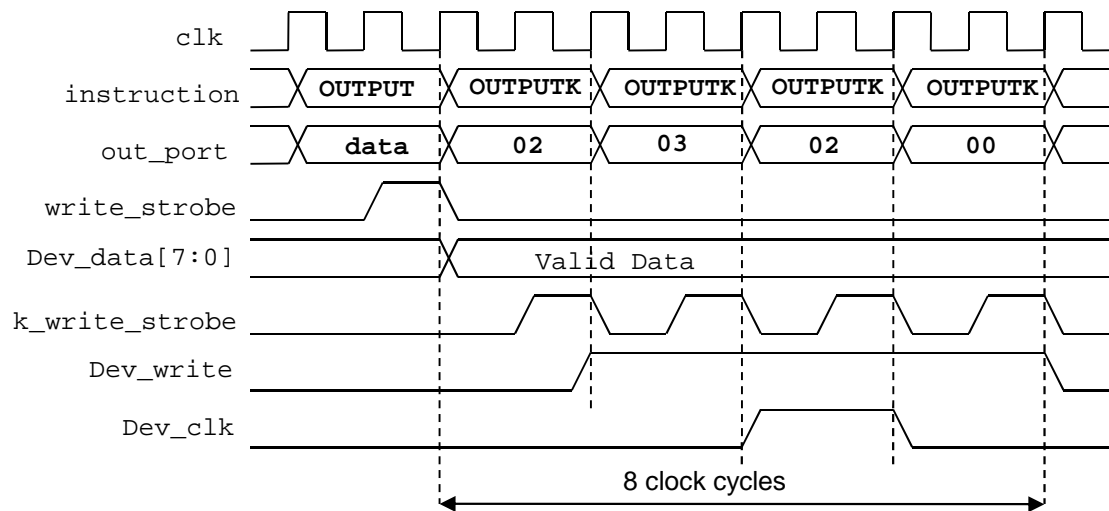 clk
instruction OUTPUT OUTPUTK OUTPUTK OUTPUTK OUTPUTK
out_port data 02 03 02 00
write_strobe
Dev_data[7:0] Valid Data
k_write_strobe
Dev_write
Dev_clk
8 clock cycles